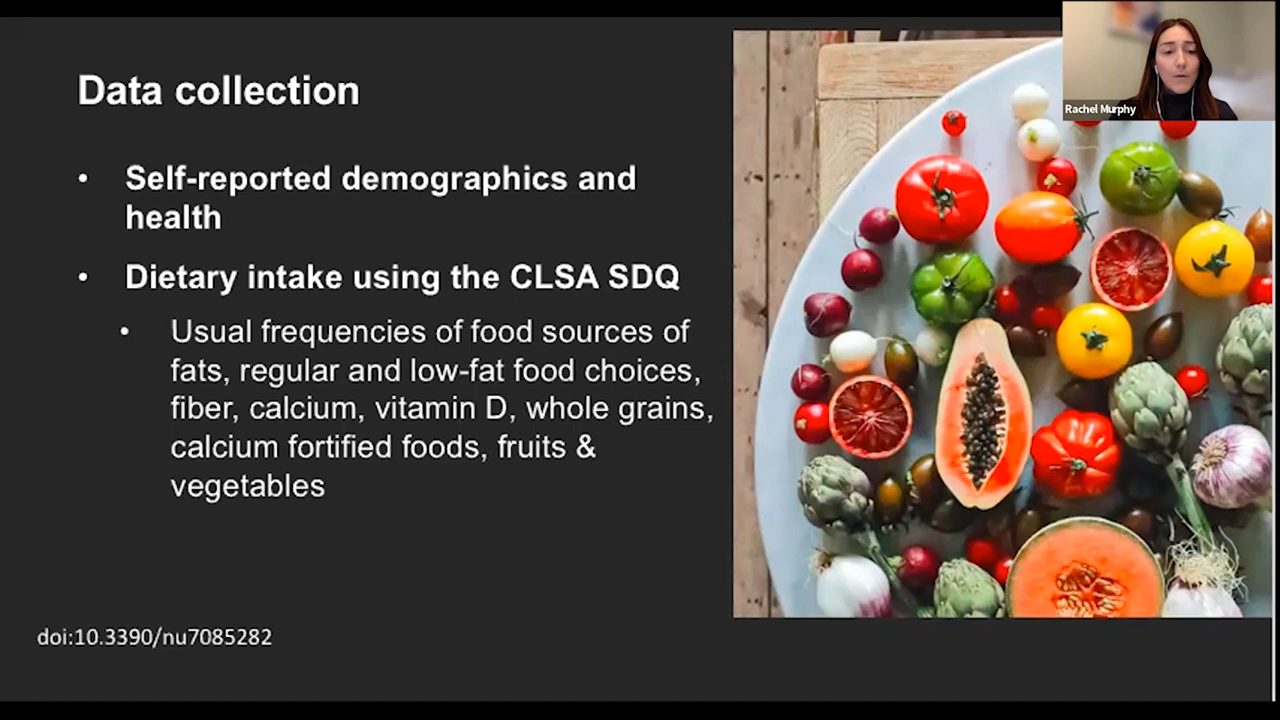 Data collection
• Self-reported demographics and
health
• Dietary intake using the CLSA SDQ
• Usual frequencies of food sources of
fats, regular and low-fat food choices,
fiber, calcium, vitamin D, whole grains,
calcium fortified foods, fruits &
vegetables
doi:10.3390/nu7085282
Rachel Murphy